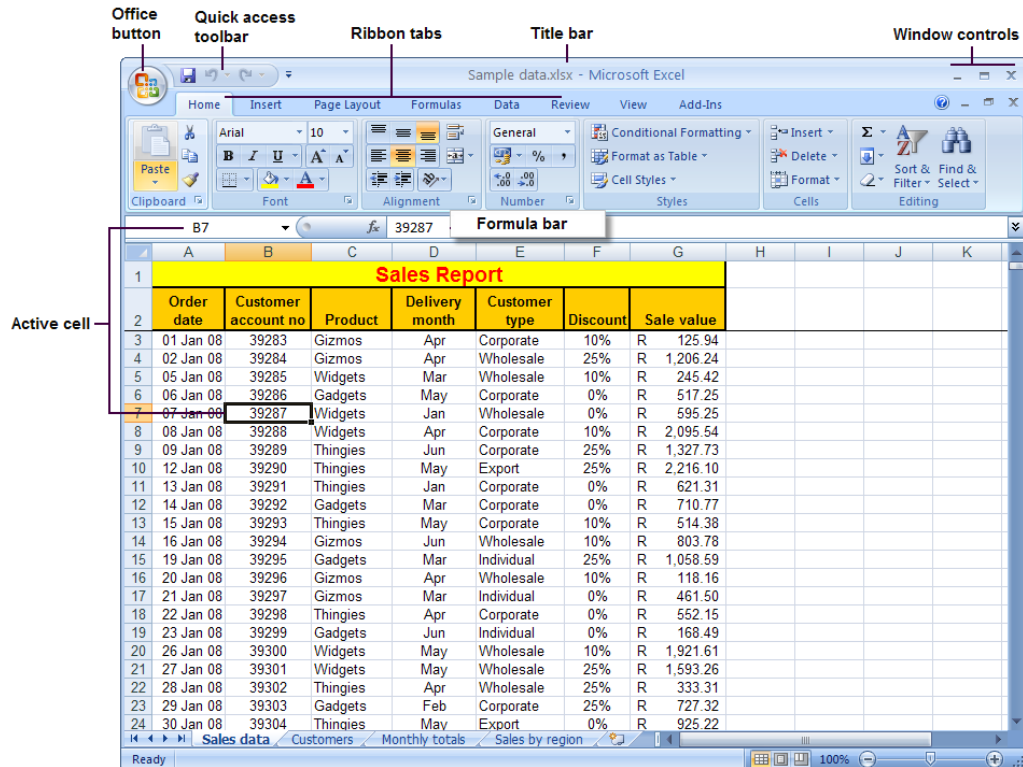 Office button
Quick access toolbar
Ribbon tabs
Title bar
Window controls
Sample data.xlsx - Microsoft Excel
Home Insert Page Layout Formulas Data Review View Add-Ins
Arial 10 General Conditional Formatting Insert Σ
Paste B I U A A % , Format as Table Delete Sort & Filter Find & Select
A .00 .0 Cell Styles Format
Clipboard Font Alignment Number Styles Cells Editing
B7 fx 39287 Formula bar
Active cell
A B C D E F G H I J K
1 Sales Report
2 Order date Customer account no Product Delivery month Customer type Discount Sale value
3 01 Jan 08 39283 Gizmos Apr Corporate 10% R 125.94
4 02 Jan 08 39284 Gizmos Apr Wholesale 25% R 1,206.24
5 05 Jan 08 39285 Widgets Mar Wholesale 10% R 245.42
6 06 Jan 08 39286 Gadgets May Corporate 0% R 517.25
7 07 Jan 08 39287 Widgets Jan Wholesale 0% R 595.25
8 08 Jan 08 39288 Widgets Apr Corporate 10% R 2,095.54
9 09 Jan 08 39289 Thingies Jun Corporate 25% R 1,327.73
10 12 Jan 08 39290 Thingies May Export 25% R 2,216.10
11 13 Jan 08 39291 Thingies Jan Corporate 0% R 621.31
12 14 Jan 08 39292 Gadgets Mar Corporate 0% R 710.77
13 15 Jan 08 39293 Thingies May Corporate 10% R 514.38
14 16 Jan 08 39294 Gizmos Jun Wholesale 10% R 803.78
15 19 Jan 08 39295 Gadgets Mar Individual 25% R 1,058.59
16 20 Jan 08 39296 Gizmos Apr Wholesale 10% R 118.16
17 21 Jan 08 39297 Gizmos Mar Individual 0% R 461.50
18 22 Jan 08 39298 Thingies Apr Corporate 0% R 552.15
19 23 Jan 08 39299 Gadgets Jun Individual 0% R 168.49
20 26 Jan 08 39300 Widgets May Wholesale 10% R 1,921.61
21 27 Jan 08 39301 Widgets May Wholesale 25% R 1,593.26
22 28 Jan 08 39302 Thingies Apr Wholesale 25% R 333.31
23 29 Jan 08 39303 Gadgets Feb Corporate 25% R 727.32
24 30 Jan 08 39304 Thingies May Export 0% R 925.22
Sales data Customers Monthly totals Sales by region
Ready 100%